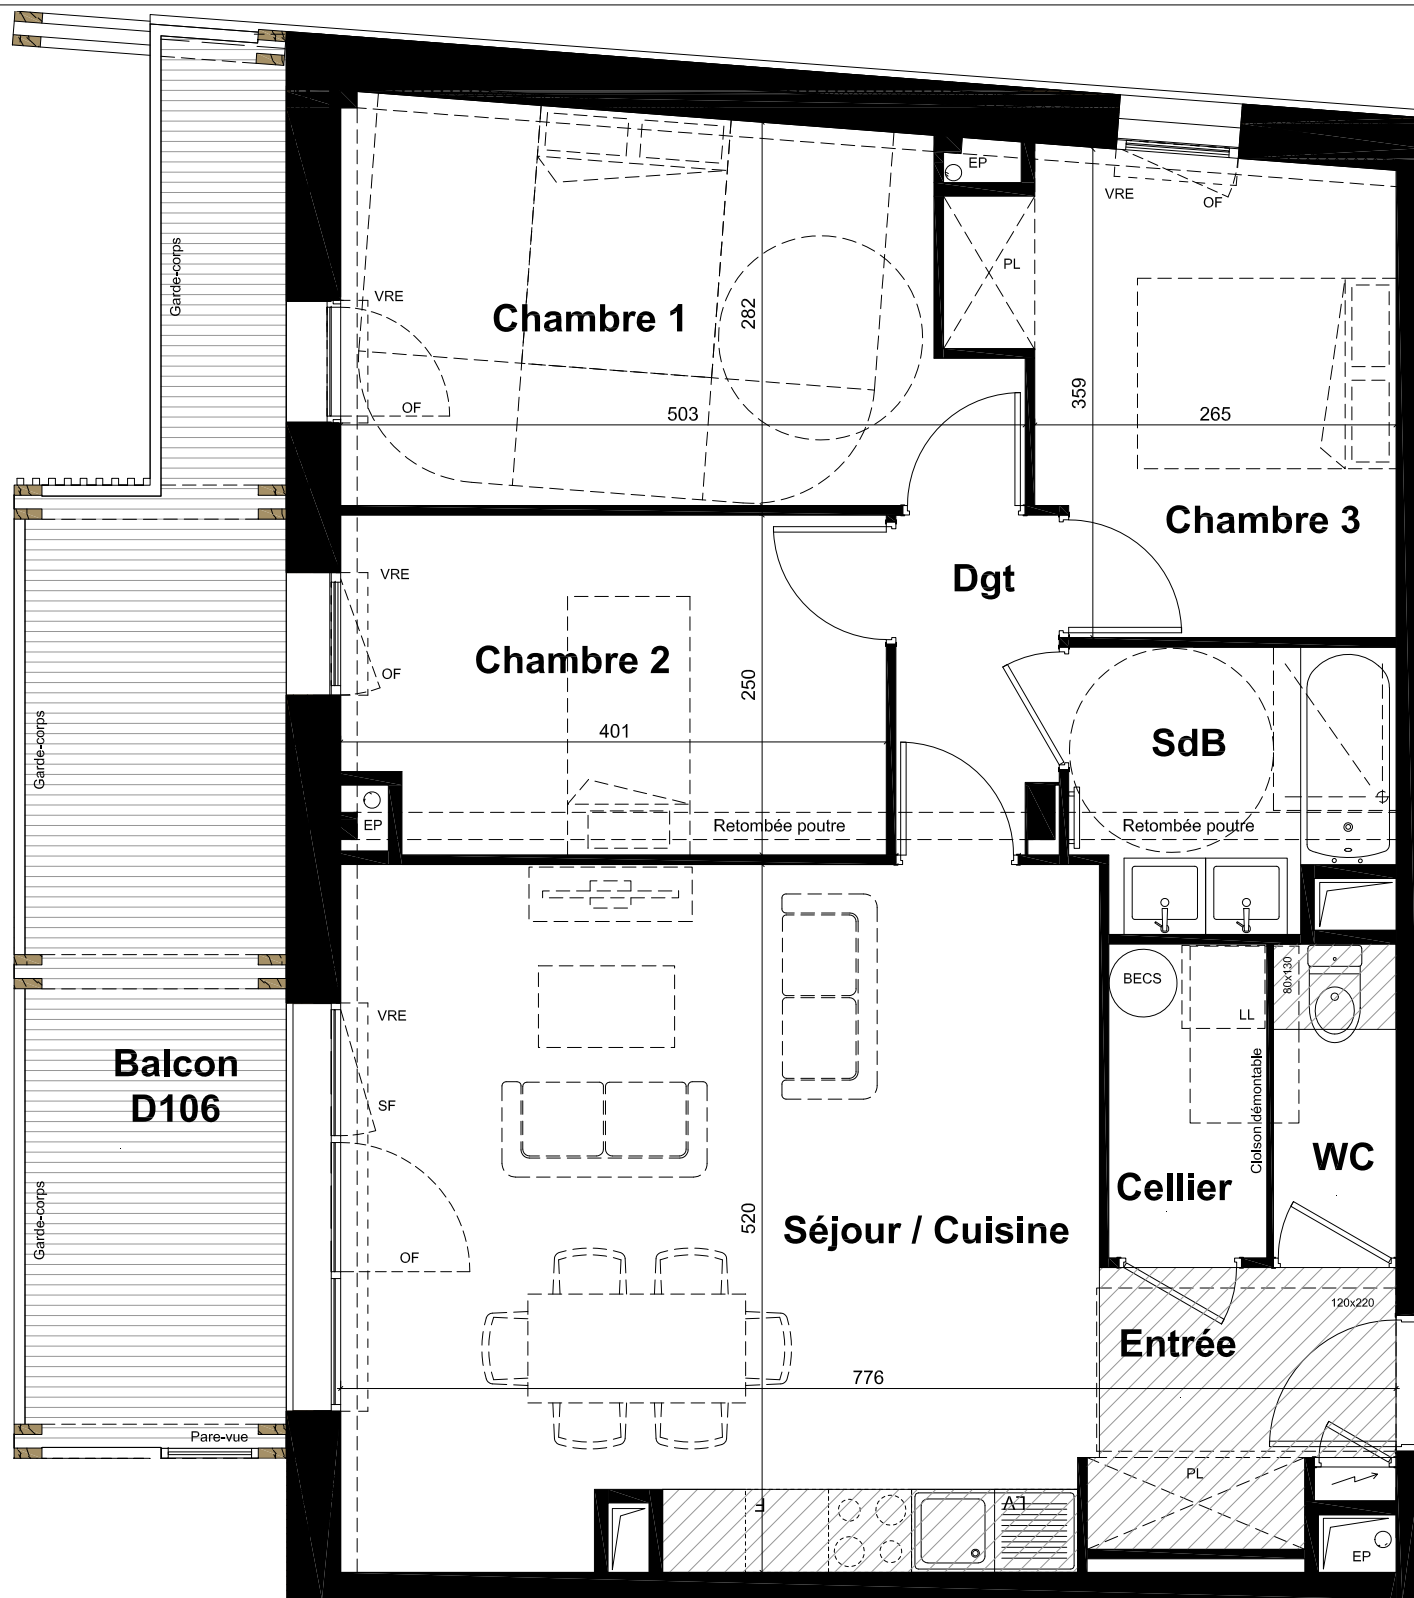 EP
VRE
OF
PL
Garde-corps
VRE
Chambre 1
282
359
OF
503
265
Chambre 3
VRE
Dgt
Chambre 2
OF
250
401
SdB
Garde-corps
EP
Retombée poutre
Retombée poutre
BECS
80x130
LL
VRE
Balcon
D106
SF
Cloison démontable
WC
Cellier
Garde-corps
520
Séjour / Cuisine
OF
120x220
Entrée
776
Pare-vue
PL
F
LV
EP